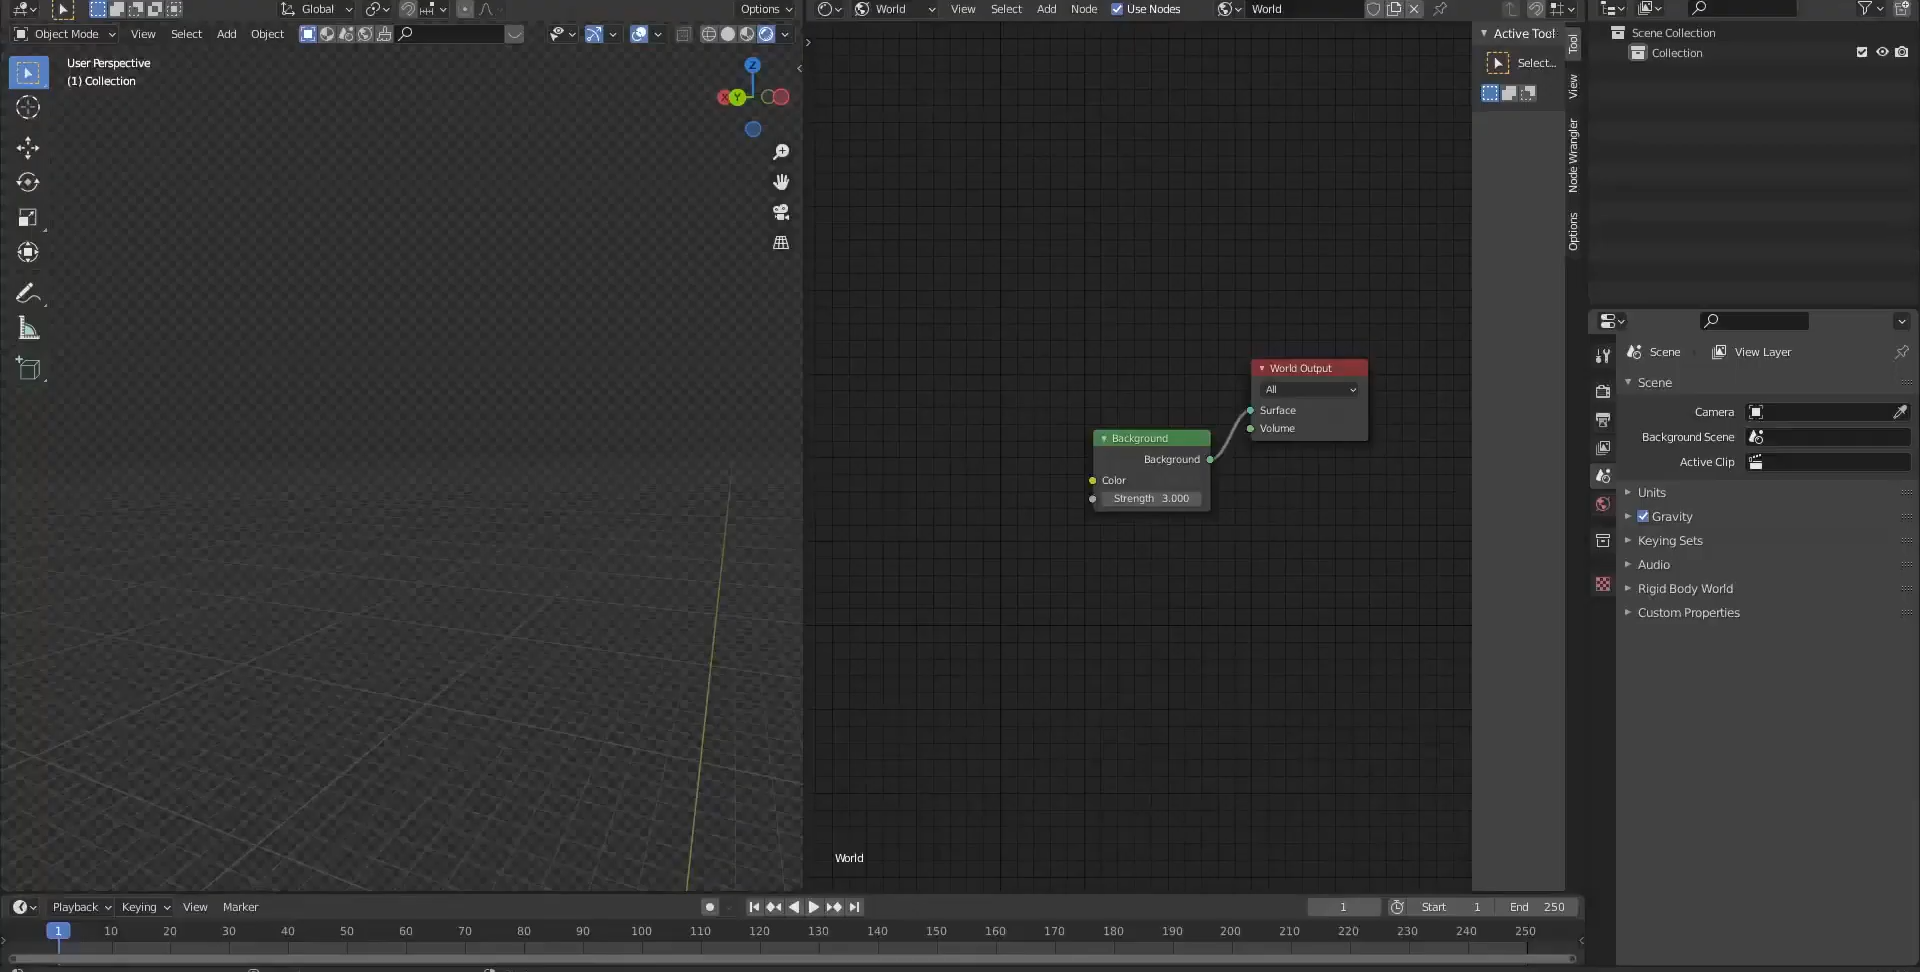 Global
Options
World
View
Select
Add
Node
Use Nodes
World
Object Mode
View
Select
Add
Object
User Perspective
(1) Collection
Z
X
Y
Active Tool
Select...
Tool
View
Node Wrangler
Options
World Output
All
Surface
Volume
Background
Background
Color
Strength 3.000
World
Scene Collection
Collection
Scene
View Layer
Scene
Camera
Background Scene
Active Clip
Units
Gravity
Keying Sets
Audio
Rigid Body World
Custom Properties
Playback
Keying
View
Marker
1
Start 1
End 250
1 10 20 30 40 50 60 70 80 90 100 110 120 130 140 150 160 170 180 190 200 210 220 230 240 250